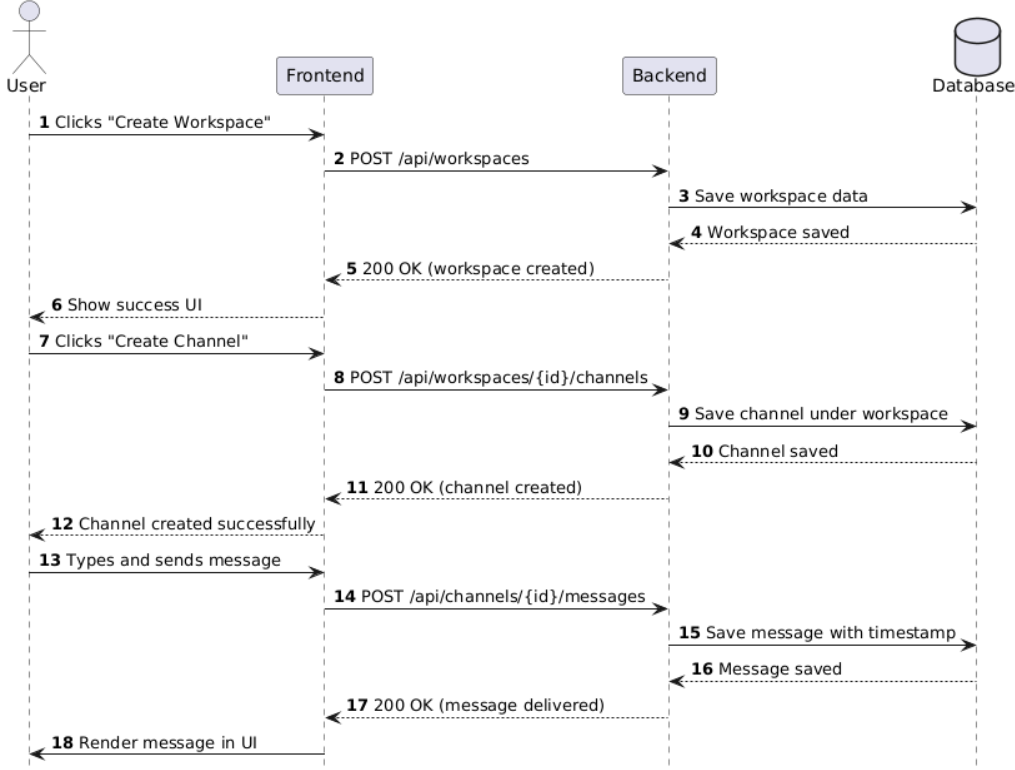 User
Frontend
Backend
Database
1 Clicks "Create Workspace"
2 POST /api/workspaces
3 Save workspace data
4 Workspace saved
5 200 OK (workspace created)
6 Show success UI
7 Clicks "Create Channel"
8 POST /api/workspaces/{id}/channels
9 Save channel under workspace
10 Channel saved
11 200 OK (channel created)
12 Channel created successfully
13 Types and sends message
14 POST /api/channels/{id}/messages
15 Save message with timestamp
16 Message saved
17 200 OK (message delivered)
18 Render message in UI